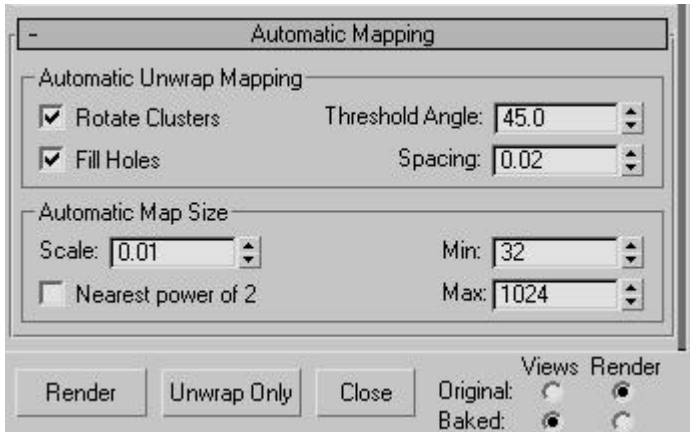 - Automatic Mapping
Automatic Unwrap Mapping
Rotate Clusters Threshold Angle: 45.0
Fill Holes Spacing: 0.02
Automatic Map Size
Scale: 0.01 Min: 32
Nearest power of 2 Max: 1024
Views Render
Render Unwrap Only Close Original:
Baked: